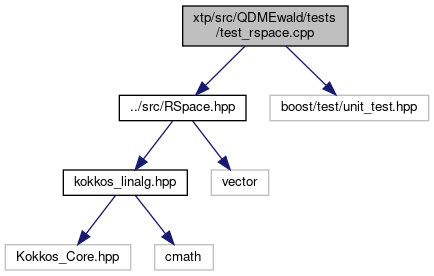 xtp/src/QDMEwald/tests
/test_rspace.cpp
../src/RSpace.hpp
boost/test/unit_test.hpp
kokkos_linalg.hpp
vector
Kokkos_Core.hpp
cmath